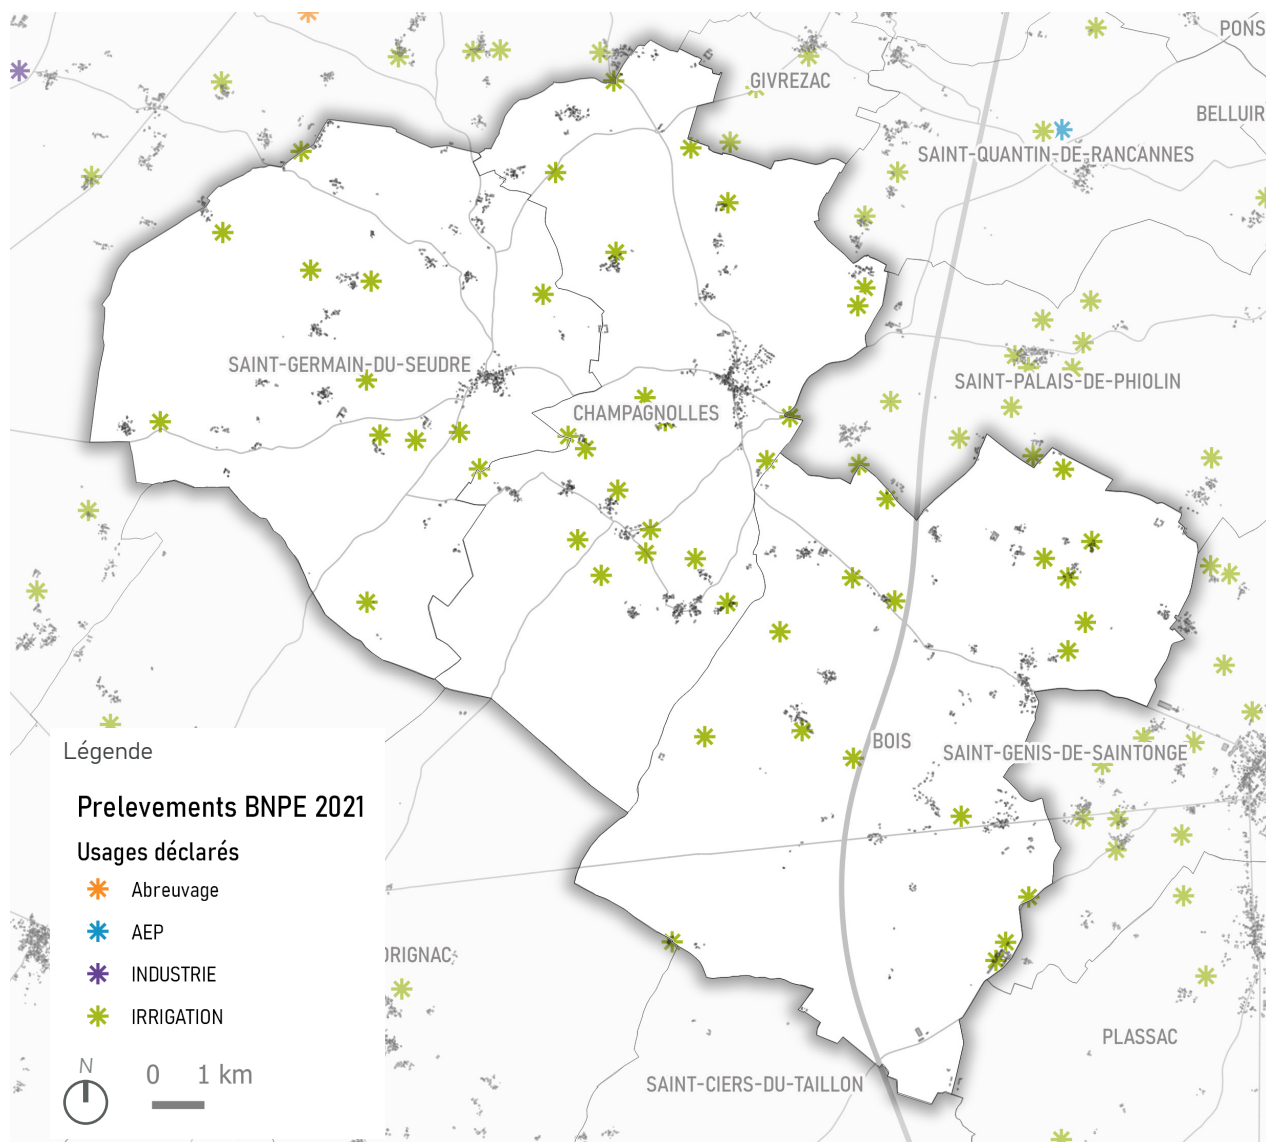 PONS
GIVREZAC
BELLUIR
SAINT-QUANTIN-DE-RANCANNES
SAINT-GERMAIN-DU-SEUDRE
SAINT-PALAIS-DE-PHIOLIN
CHAMPAGNOLLES
BOIS
SAINT-GENIS-DE-SAINTONGE
Légende
Prelevements BNPE 2021
Usages déclarés
Abreuvage
AEP
INDUSTRIE
IRRIGATION
N
0 1 km
ORIGNAC
PLASSAC
SAINT-CIERS-DU-TAILLON